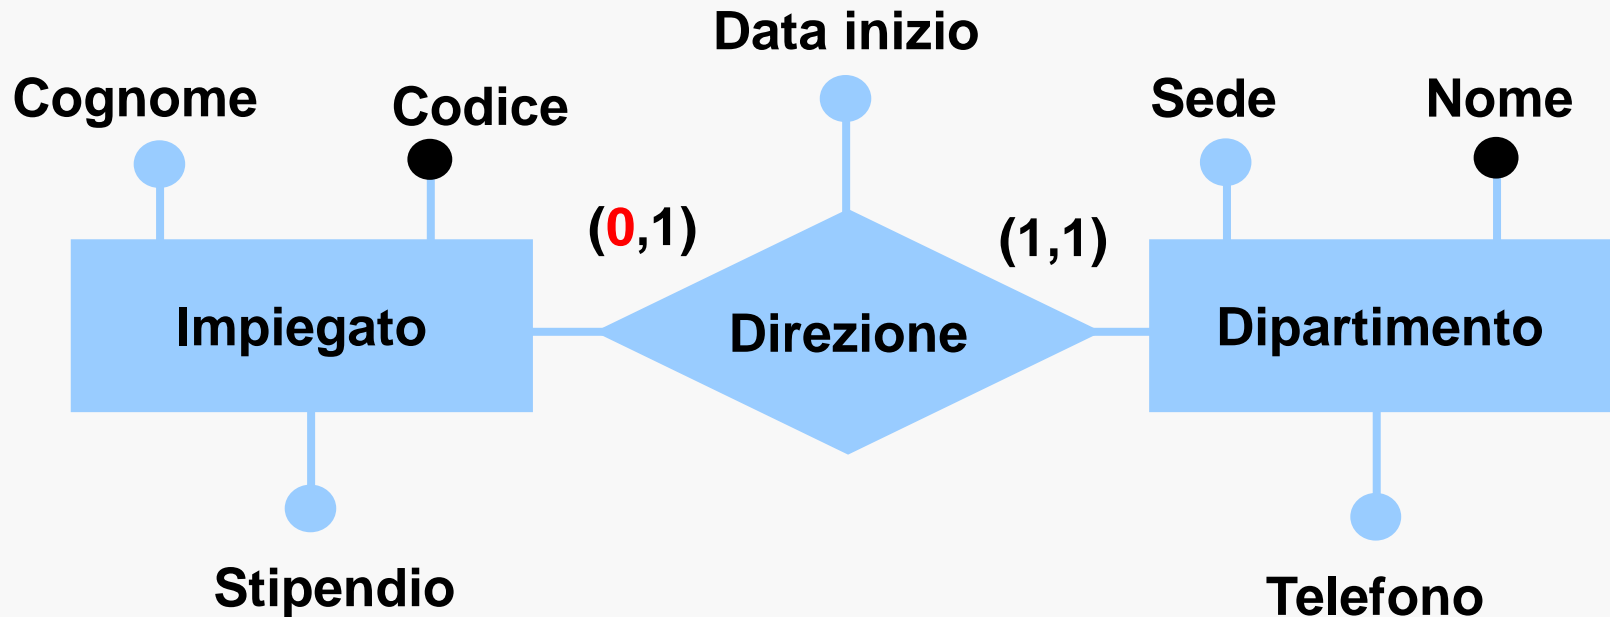 Data inizio
Cognome
Codice
Sede
Nome
(0,1)
(1,1)
Impiegato
Direzione
Dipartimento
Stipendio
Telefono